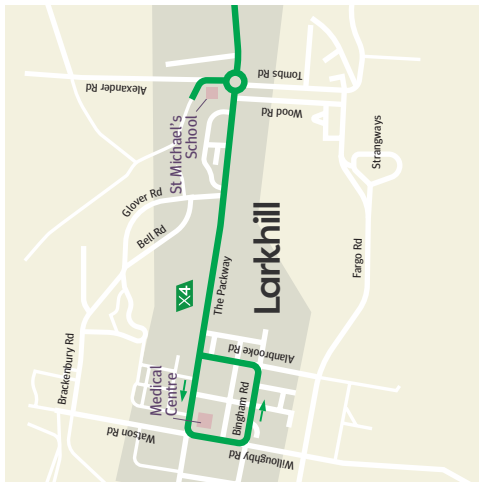 Tombs Rd
Alexander Rd
Wood Rd
St Michael's
School
Strangways
Glover Rd
Bell Rd
Larkhill
Fargo Rd
X4
The Packway
Brackenbury Rd
Alanbrooke Rd
Medical
Centre
Bingham Rd
Watson Rd
Willoughby Rd